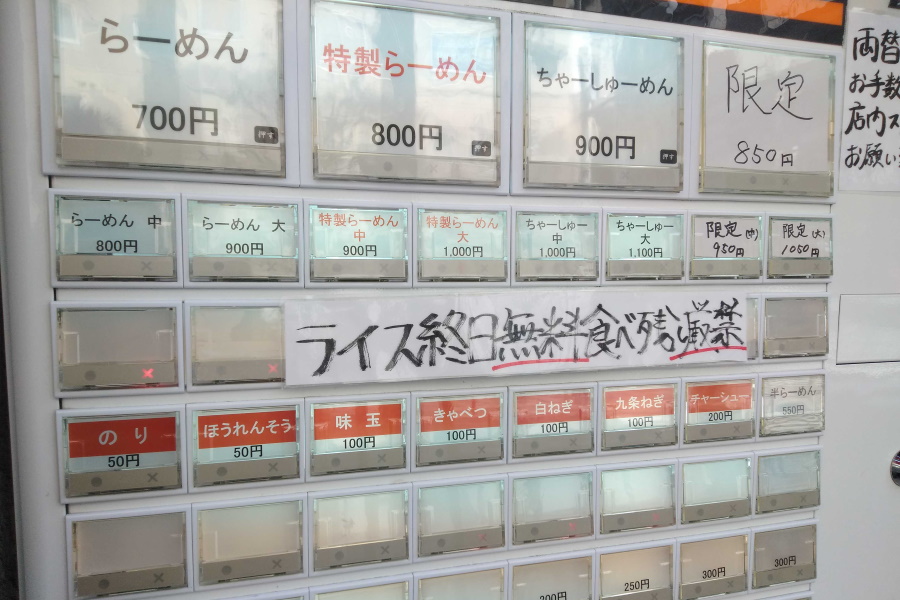 らーめん
700円
押す
特製らーめん
800円
押す
ちゃーしゅーめん
900円
押す
限定
850円
両替
お手数
店内ス
お願い
らーめん 中
800円
らーめん 大
900円
特製らーめん
中
900円
特製らーめん
大
1,000円
ちゃーしゅー
中
1,000円
ちゃーしゅー
大
1,100円
限定(中)
950円
限定(大)
1050円
ライス終日無料食べ残し厳禁
のり
50円
ほうれんそう
50円
味玉
100円
きゃべつ
100円
白ねぎ
100円
九条ねぎ
100円
チャーシュー
200円
半らーめん
550円
200円
250円
300円
300円